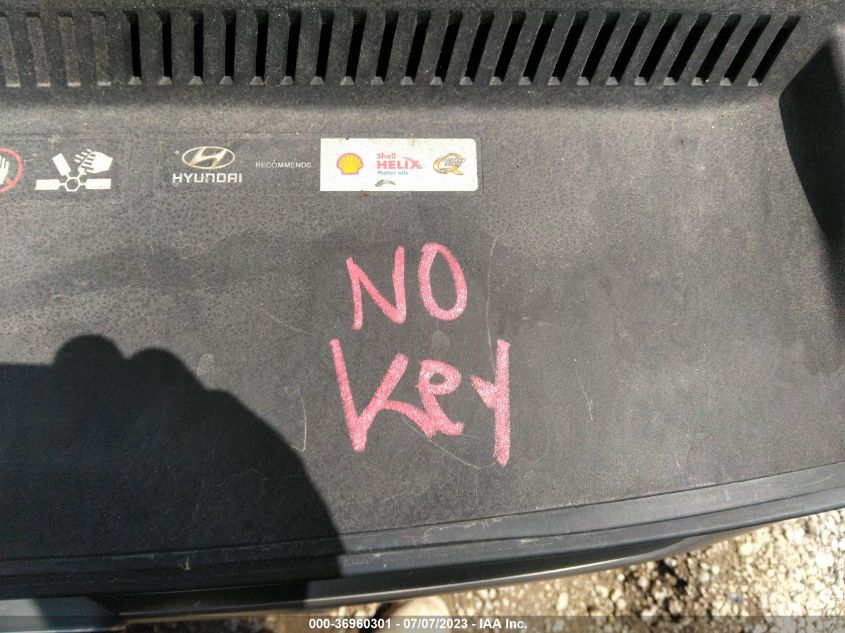 HYUNDAI
RECOMMENDS
Shell
HELIX
Motor oils
NO
Key
000-36960301 - 07/07/2023 - IAA Inc.